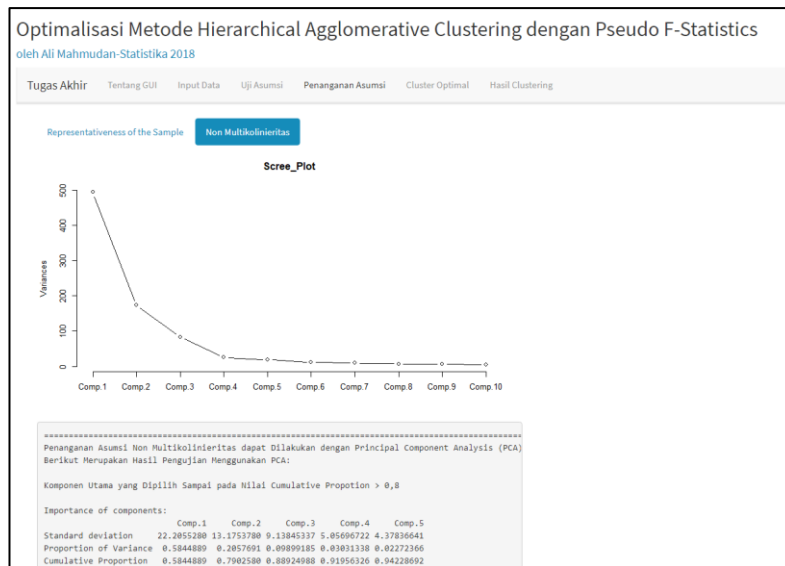 Optimalisasi Metode Hierarchical Agglomerative Clustering dengan Pseudo F-Statistics
oleh Ali Mahmudan-Statistika 2018
Tugas Akhir Tentang GUI Input Data Uji Asumsi Penanganan Asumsi Cluster Optimal Hasil Clustering
Representativeness of the Sample Non Multikolinieritas
Scree_Plot
Variances
500
400
300
200
100
0
Comp.1 Comp.2 Comp.3 Comp.4 Comp.5 Comp.6 Comp.7 Comp.8 Comp.9 Comp.10
Penanganan Asumsi Non Multikolinieritas dapat Dilakukan dengan Principal Component Analysis (PCA)
Berikut Merupakan Hasil Pengujian Menggunakan PCA:
Komponen Utama yang Dipilih Sampai pada Nilai Cumulative Propotion > 0,8
Importance of components:
Comp.1 Comp.2 Comp.3 Comp.4 Comp.5
Standard deviation 22.2055280 13.1753780 9.13845337 5.05696722 4.37836641
Proportion of Variance 0.5844889 0.2057691 0.09899185 0.03031338 0.02272366
Cumulative Proportion 0.5844889 0.7902580 0.88924988 0.91956326 0.94228692